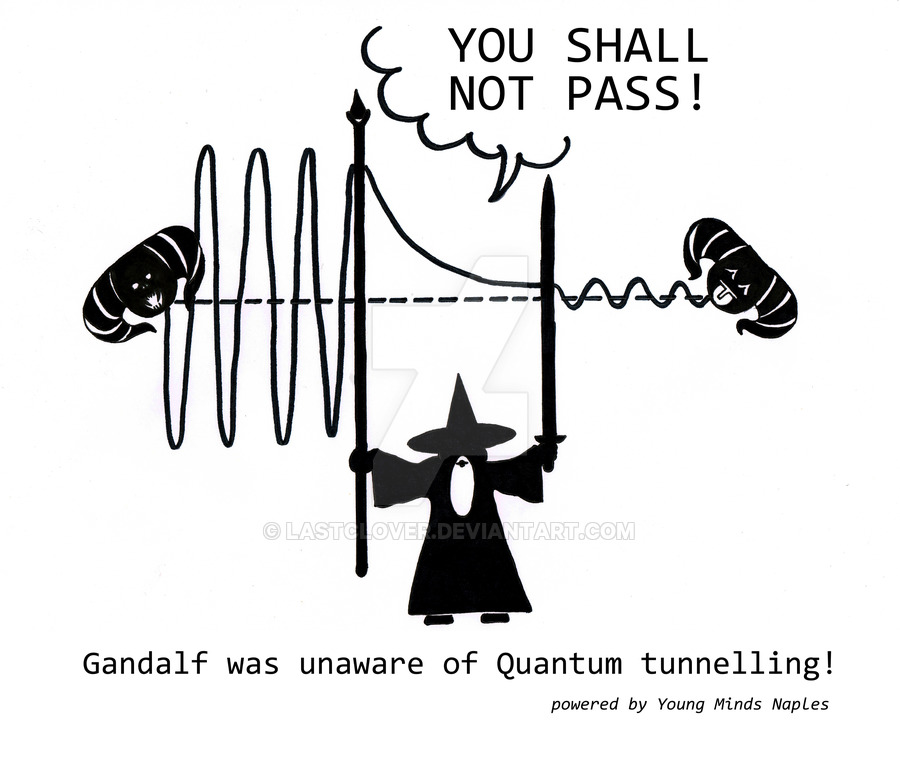 YOU SHALL
NOT PASS!
© LASTCLOVER.DEVIANTART.COM
Gandalf was unaware of Quantum tunnelling!
powered by Young Minds Naples